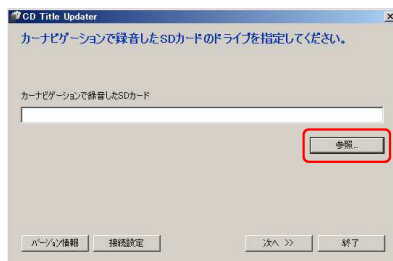 CD Title Updater
カーナビゲーションで録音したSDカードのドライブを指定してください。
カーナビゲーションで録音したSDカード
参照...
バージョン情報
接続設定
次へ >>
終了